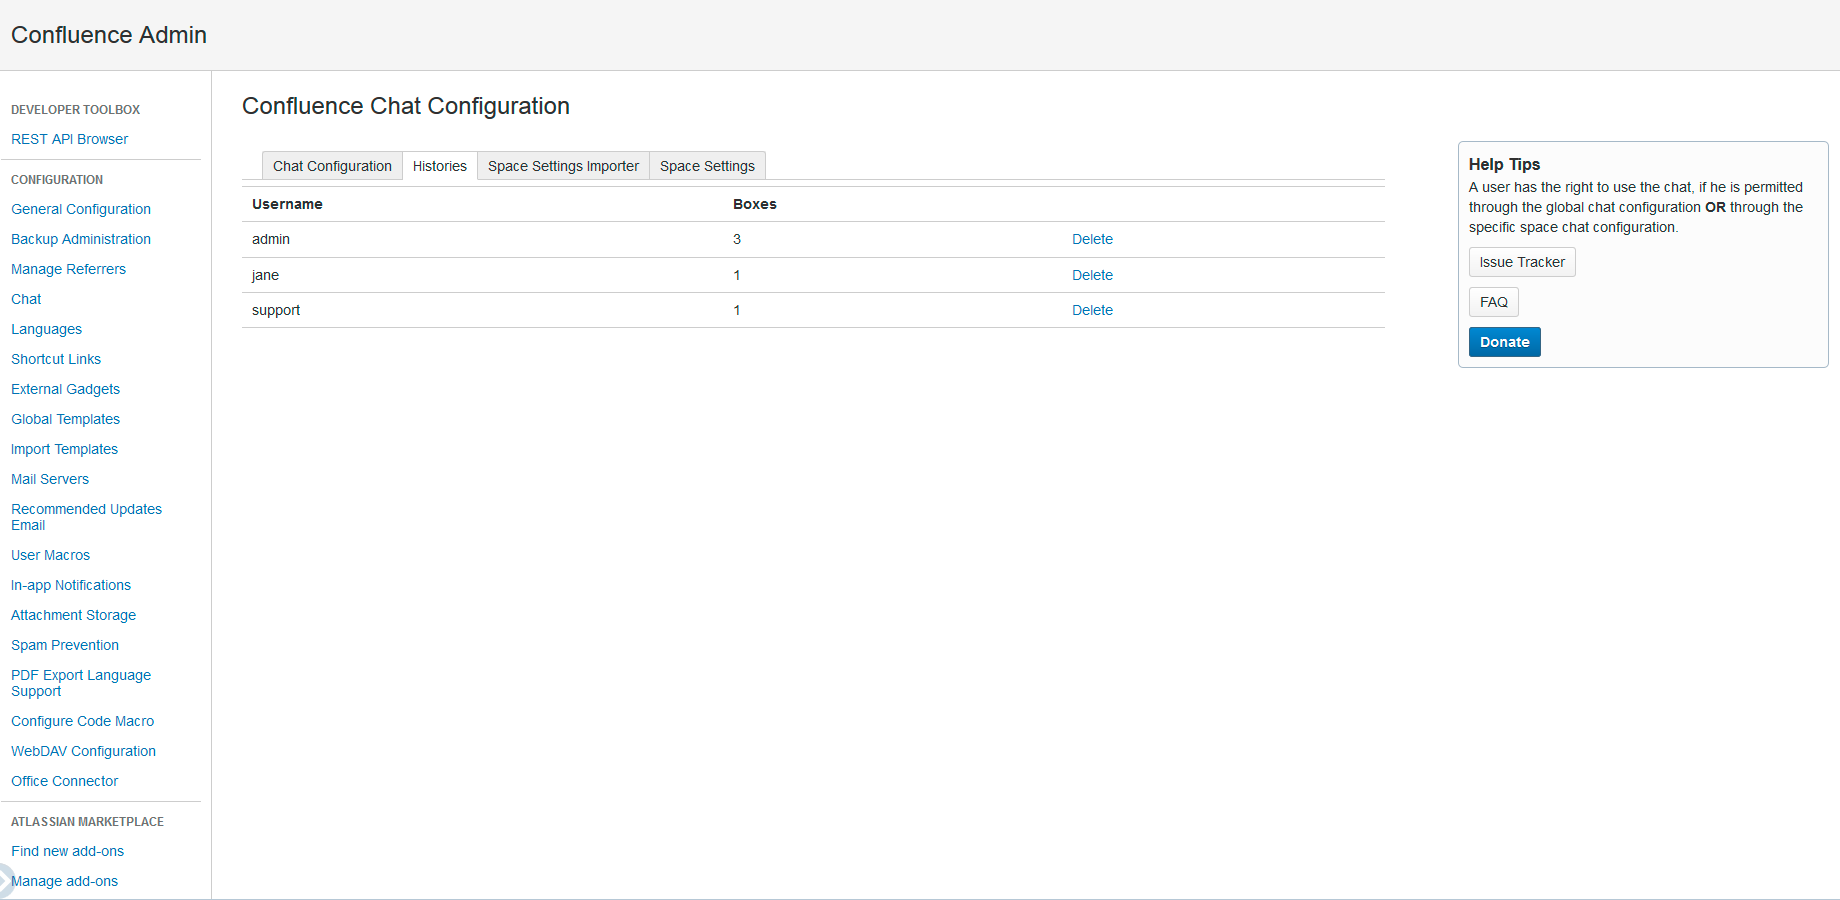 Confluence Admin
DEVELOPER TOOLBOX
REST API Browser
CONFIGURATION
General Configuration
Backup Administration
Manage Referrers
Chat
Languages
Shortcut Links
External Gadgets
Global Templates
Import Templates
Mail Servers
Recommended Updates
Email
User Macros
In-app Notifications
Attachment Storage
Spam Prevention
PDF Export Language
Support
Configure Code Macro
WebDAV Configuration
Office Connector
ATLASSIAN MARKETPLACE
Find new add-ons
Manage add-ons
Confluence Chat Configuration
Chat Configuration Histories Space Settings Importer Space Settings
Username Boxes
admin 3 Delete
jane 1 Delete
support 1 Delete
Help Tips
A user has the right to use the chat, if he is permitted
through the global chat configuration OR through the
specific space chat configuration.
Issue Tracker
FAQ
Donate